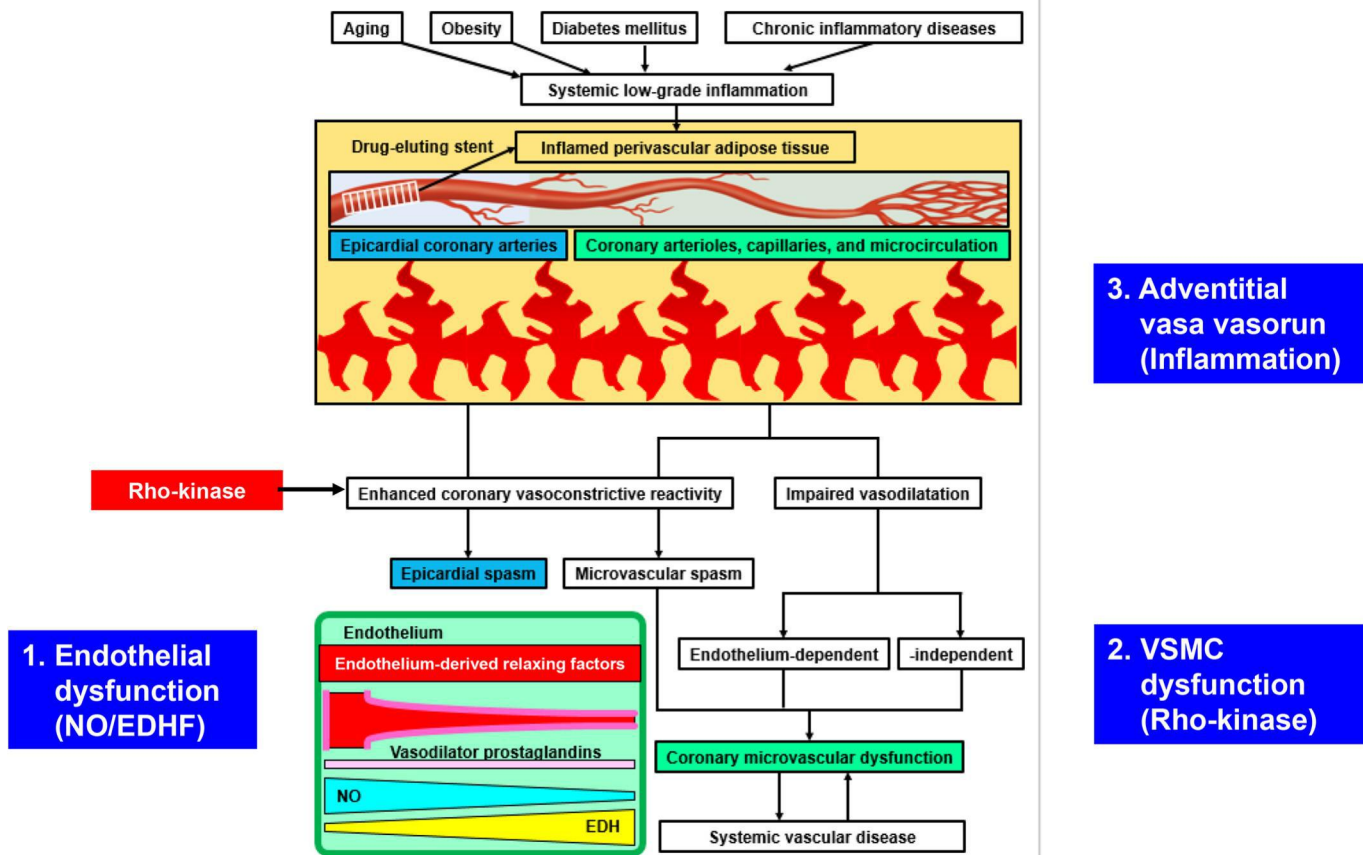 Aging
Obesity
Diabetes mellitus
Chronic inflammatory diseases
Systemic low-grade inflammation
Drug-eluting stent
Inflamed perivascular adipose tissue
Epicardial coronary arteries
Coronary arterioles, capillaries, and microcirculation
3. Adventitial
vasa vasorun
(Inflammation)
Rho-kinase
Enhanced coronary vasoconstrictive reactivity
Impaired vasodilatation
Epicardial spasm
Microvascular spasm
1. Endothelial
dysfunction
(NO/EDHF)
Endothelium
Endothelium-derived relaxing factors
Vasodilator prostaglandins
NO
EDH
Endothelium-dependent
-independent
Coronary microvascular dysfunction
Systemic vascular disease
2. VSMC
dysfunction
(Rho-kinase)